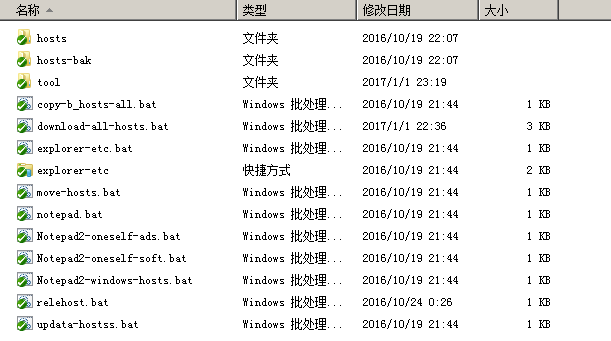 名称 类型 修改日期 大小
hosts 文件夹 2016/10/19 22:07
hosts-bak 文件夹 2016/10/19 22:07
tool 文件夹 2017/1/1 23:19
copy-b_hosts-all.bat Windows 批处理... 2016/10/19 21:44 1 KB
download-all-hosts.bat Windows 批处理... 2017/1/1 22:36 3 KB
explorer-etc.bat Windows 批处理... 2016/10/19 21:44 1 KB
explorer-etc 快捷方式 2016/10/19 21:44 2 KB
move-hosts.bat Windows 批处理... 2016/10/19 21:44 1 KB
notepad.bat Windows 批处理... 2016/10/19 21:44 1 KB
Notepad2-oneself-ads.bat Windows 批处理... 2016/10/19 21:44 1 KB
Notepad2-oneself-soft.bat Windows 批处理... 2016/10/19 21:44 1 KB
Notepad2-windows-hosts.bat Windows 批处理... 2016/10/19 21:44 1 KB
relehost.bat Windows 批处理... 2016/10/24 0:26 1 KB
updata-hostss.bat Windows 批处理... 2016/10/19 21:44 1 KB